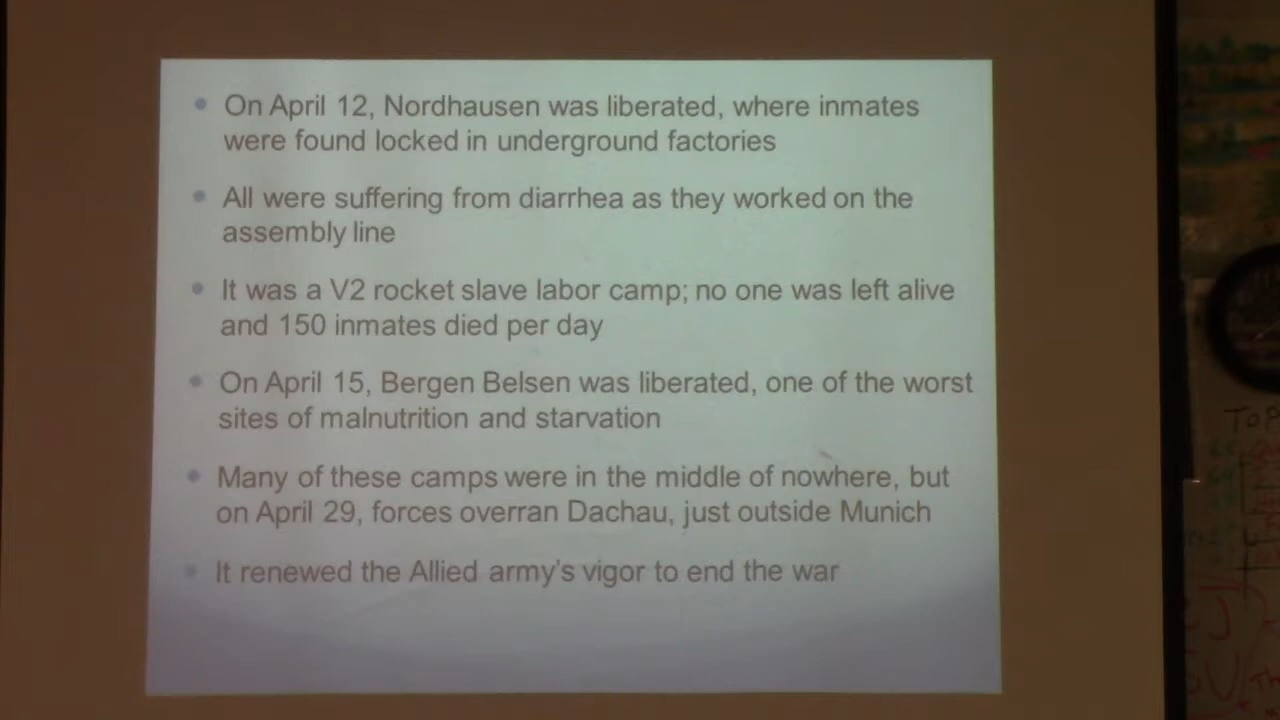 On April 12, Nordhausen was liberated, where inmates
were found locked in underground factories
All were suffering from diarrhea as they worked on the
assembly line
It was a V2 rocket slave labor camp; no one was left alive
and 150 inmates died per day
On April 15, Bergen Belsen was liberated, one of the worst
sites of malnutrition and starvation
Many of these camps were in the middle of nowhere, but
on April 29, forces overran Dachau, just outside Munich
It renewed the Allied army's vigor to end the war